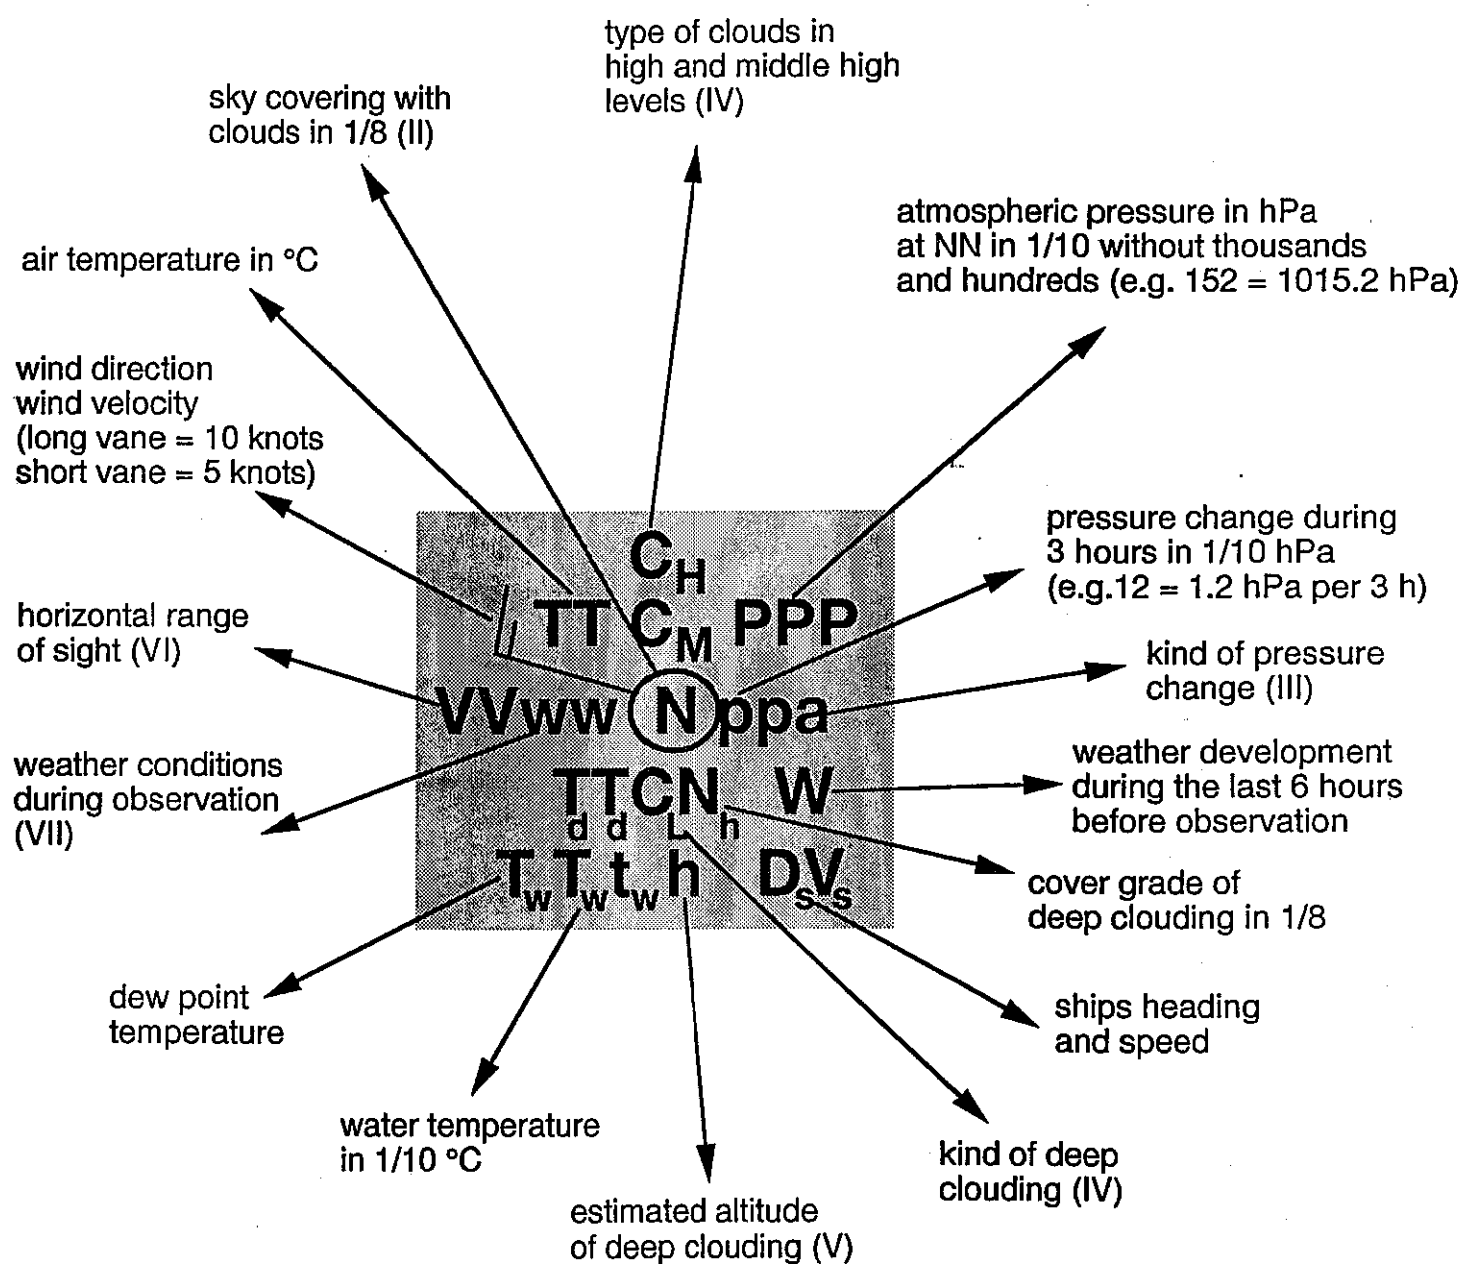 type of clouds in
high and middle high
levels (IV)
sky covering with
clouds in 1/8 (II)
atmospheric pressure in hPa
at NN in 1/10 without thousands
and hundreds (e.g. 152 = 1015.2 hPa)
air temperature in °C
wind direction
wind velocity
(long vane = 10 knots
short vane = 5 knots)
pressure change during
3 hours in 1/10 hPa
(e.g.12 = 1.2 hPa per 3 h)
horizontal range
of sight (VI)
kind of pressure
change (III)
weather conditions
during observation
(VII)
weather development
during the last 6 hours
before observation
cover grade of
deep clouding in 1/8
dew point
temperature
ships heading
and speed
water temperature
in 1/10 °C
kind of deep
clouding (IV)
estimated altitude
of deep clouding (V)
CH
TT CM PPP
VVww N ppa
TdTdCLNh W
TwTwtwh DsVs